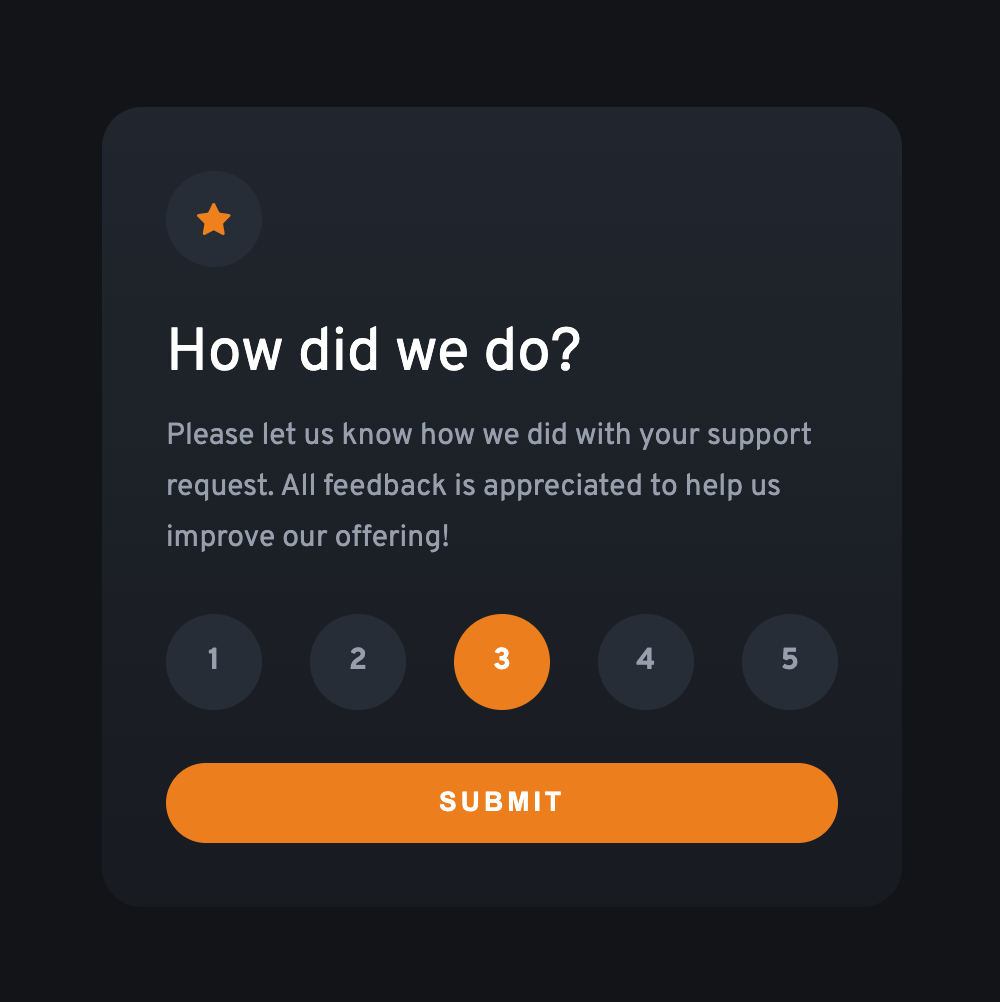 How did we do?
Please let us know how we did with your support
request. All feedback is appreciated to help us
improve our offering!
1 2 3 4 5
SUBMIT